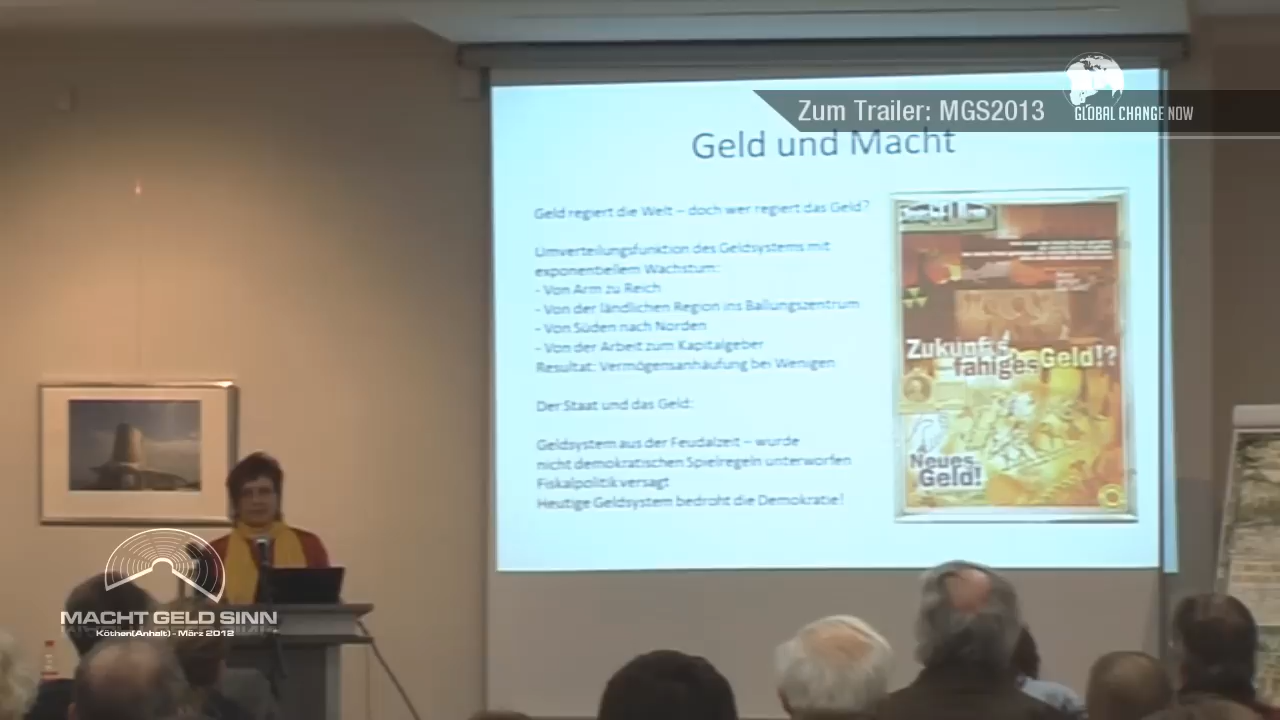 Zum Trailer: MGS2013
GLOBAL CHANGE NOW
Geld und Macht
Geld regiert die Welt – doch wer regiert das Geld?
Umverteilungsfunktion des Geldsystems mit
exponentiellem Wachstum:
- Von Arm zu Reich
- Von der ländlichen Region ins Ballungszentrum
- Von Süden nach Norden
- Von der Arbeit zum Kapitalgeber
Resultat: Vermögensanhäufung bei Wenigen
Der Staat und das Geld:
Geldsystem aus der Feudalzeit – wurde
nicht demokratischen Spielregeln unterworfen
Fiskalpolitik versagt
Heutige Geldsystem bedroht die Demokratie!
Zukunfts
fähiges Geld!?
Neues
Geld!
MACHT GELD SINN
Köthen(Anhalt) - März 2012